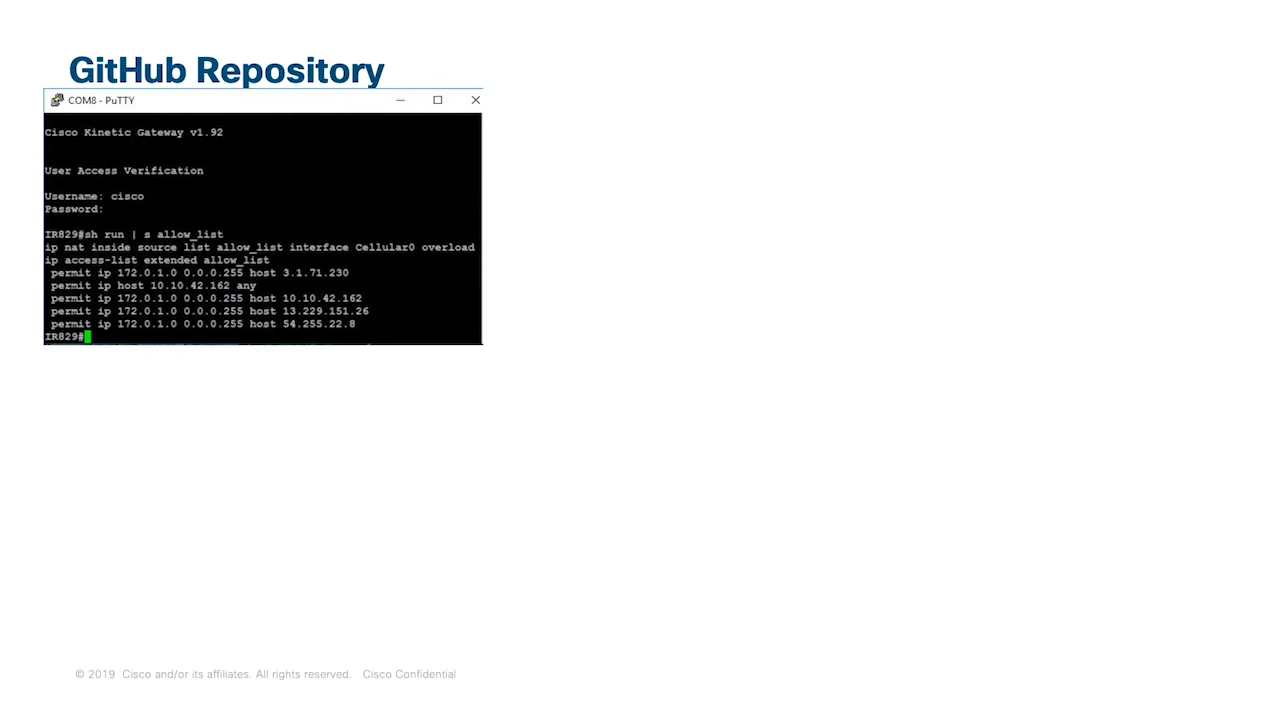 GitHub Repository
COM8 - PuTTY
Cisco Kinetic Gateway v1.92
User Access Verification
Username: cisco
Password:
IR829#sh run | s allow_list
ip nat inside source list allow_list interface Cellular0 overload
ip access-list extended allow_list
permit ip 172.0.1.0 0.0.0.255 host 3.1.71.230
permit ip host 10.10.42.162 any
permit ip 172.0.1.0 0.0.0.255 host 10.10.42.162
permit ip 172.0.1.0 0.0.0.255 host 13.229.151.26
permit ip 172.0.1.0 0.0.0.255 host 54.255.22.8
IR829#
© 2019 Cisco and/or its affiliates. All rights reserved. Cisco Confidential